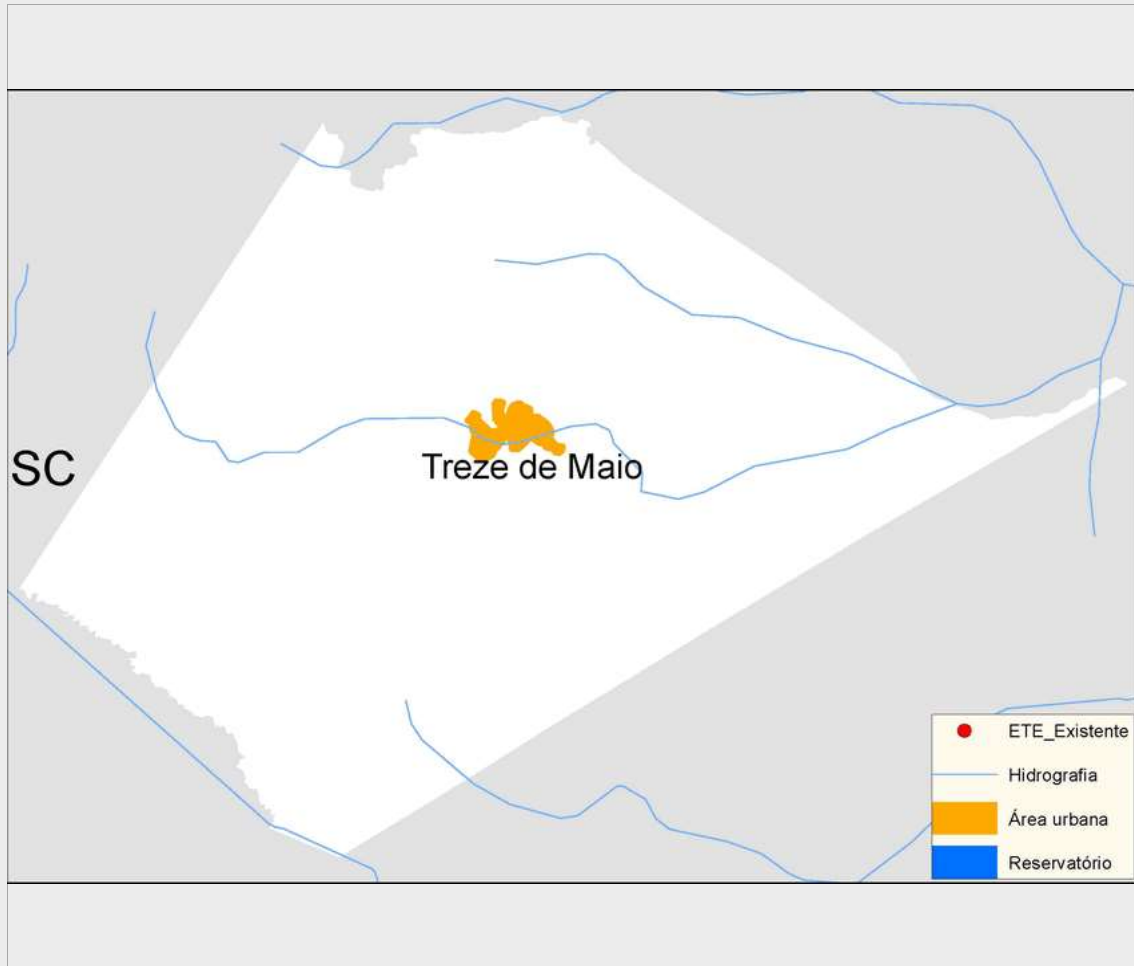 SC
Treze de Maio
ETE_Existente
Hidrografia
Área urbana
Reservatório